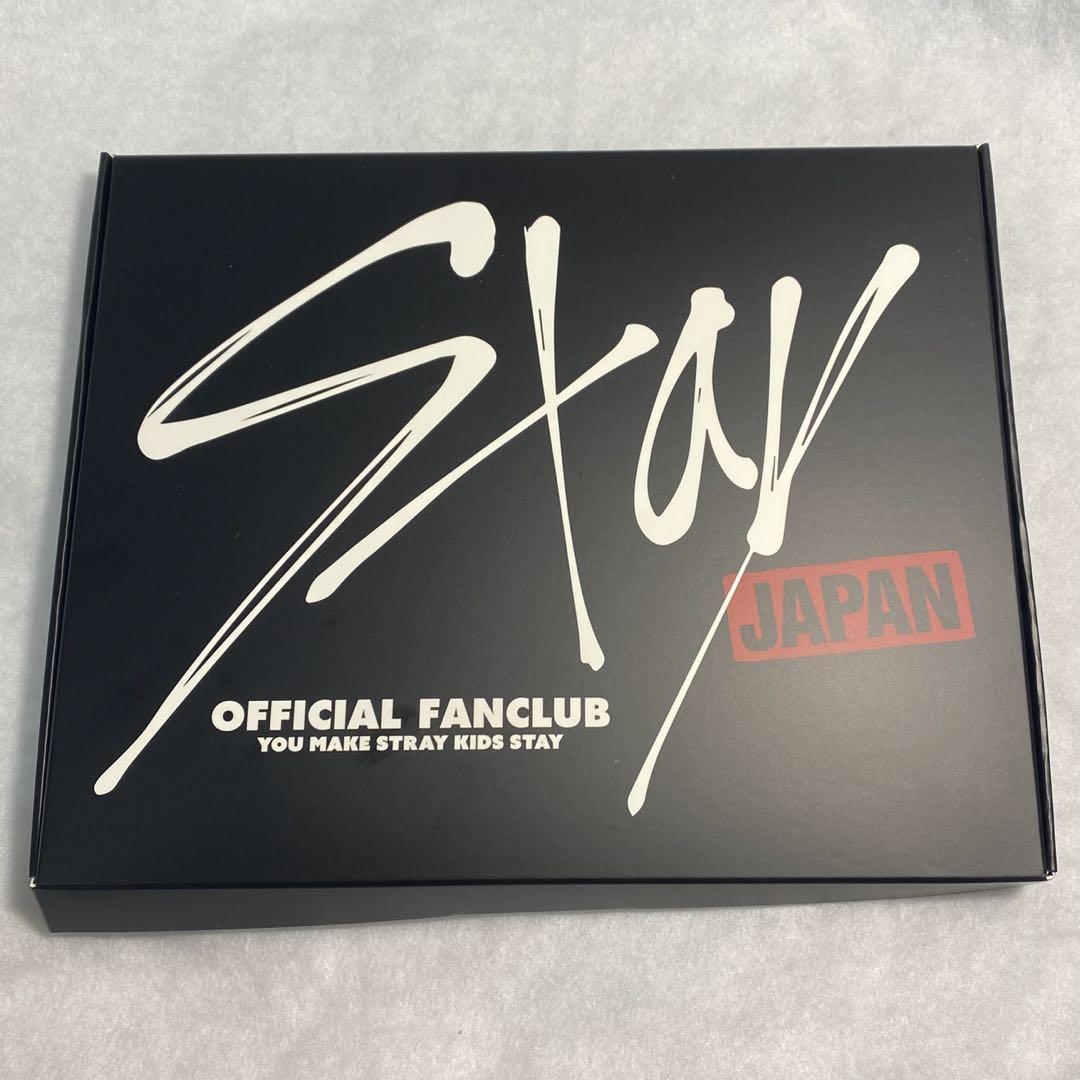 Stay
JAPAN
OFFICIAL FANCLUB
YOU MAKE STRAY KIDS STAY